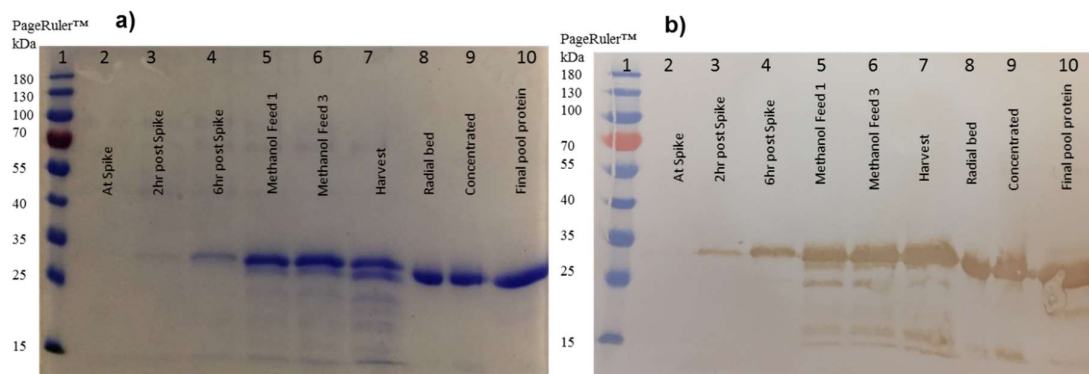 a)
PageRuler™
kDa
1 2 3 4 5 6 7 8 9 10
180
130
100
70
55
40
35
25
15
At Spike
2hr post Spike
6hr post Spike
Methanol Feed 1
Methanol Feed 3
Harvest
Radial bed
Concentrated
Final pool protein
b)
PageRuler™
kDa
1 2 3 4 5 6 7 8 9 10
180
130
100
70
55
40
35
25
15
At Spike
2hr post Spike
6hr post Spike
Methanol Feed 1
Methanol Feed 3
Harvest
Radial bed
Concentrated
Final pool protein